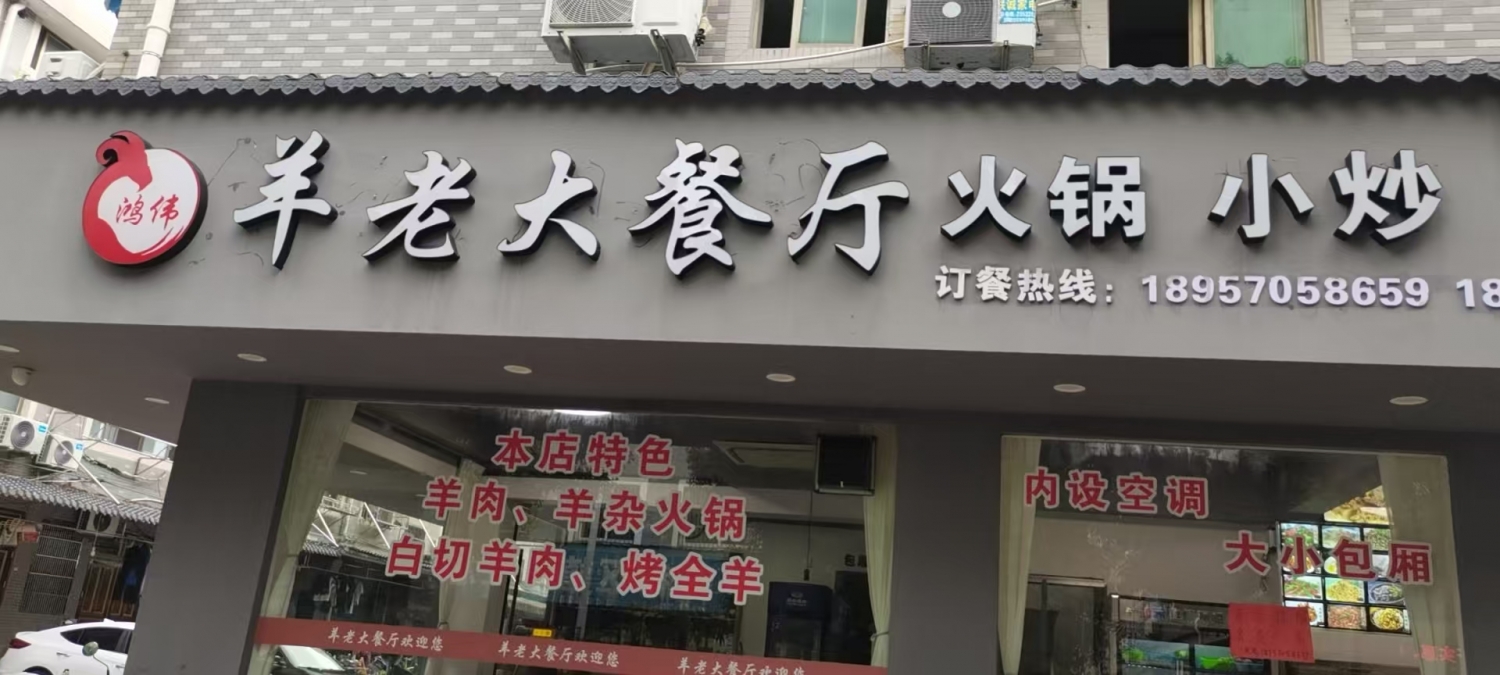 鸿伟
羊老大餐厅 火锅 小炒
订餐热线：18957058659 18
本店特色
羊肉、羊杂火锅
白切羊肉、烤全羊
内设空调
大小包厢
羊老大餐厅欢迎您 羊老大餐厅欢迎您 羊老大餐厅欢迎您